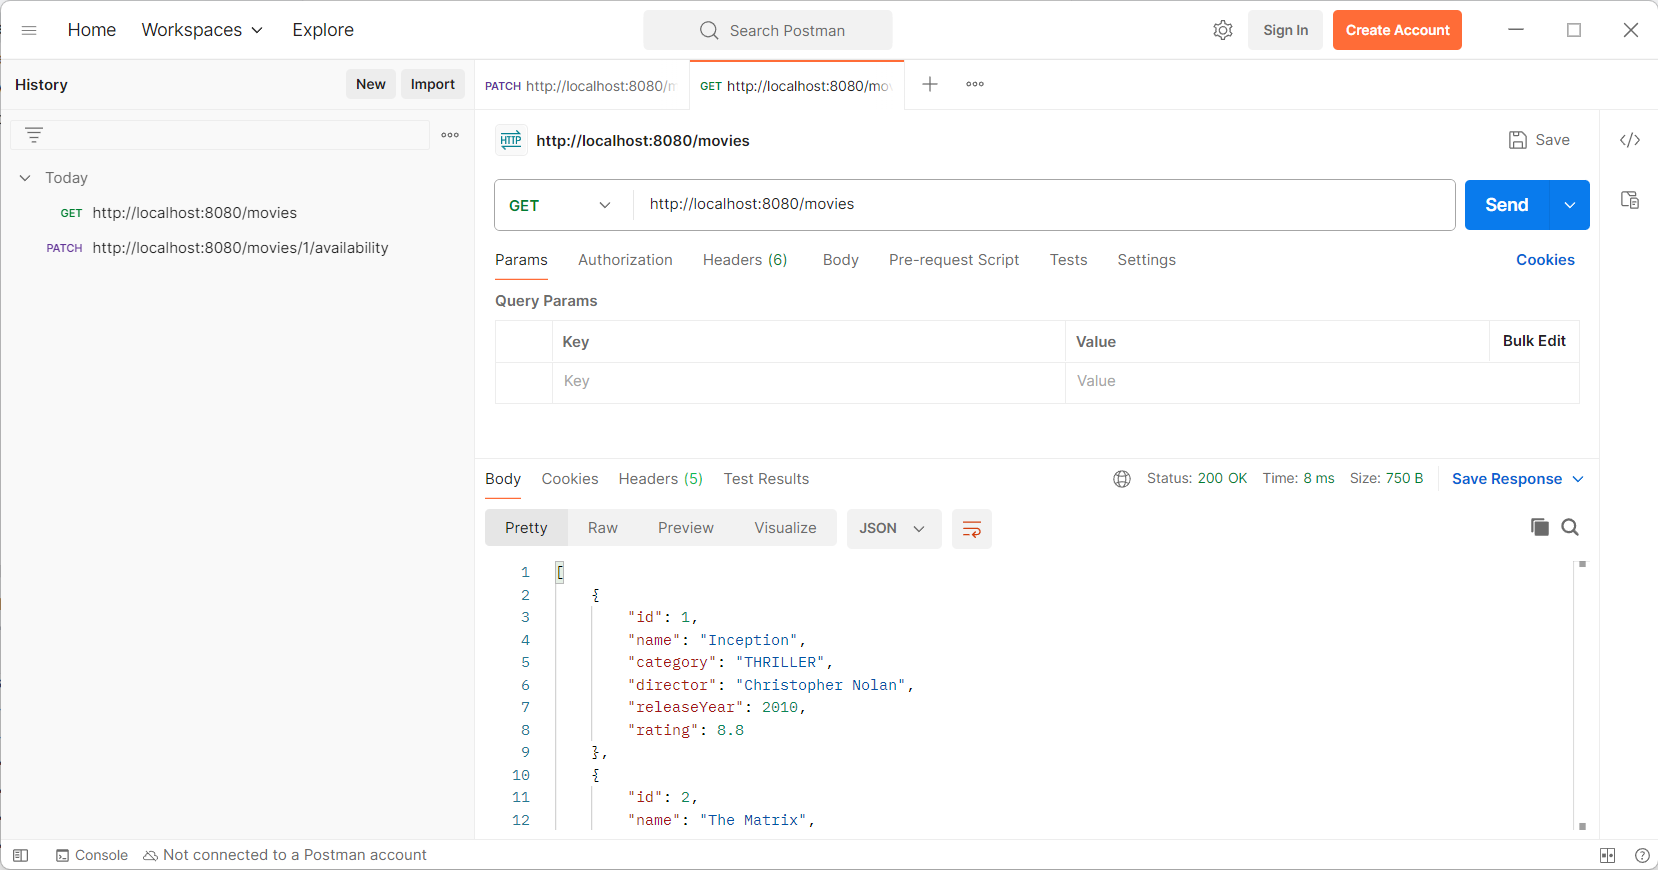 Home Workspaces Explore Search Postman Sign In Create Account
History New Import
PATCH http://localhost:8080/m GET http://localhost:8080/mov
HTTP http://localhost:8080/movies Save
Today
GET http://localhost:8080/movies
PATCH http://localhost:8080/movies/1/availability
GET http://localhost:8080/movies Send
Params Authorization Headers (6) Body Pre-request Script Tests Settings Cookies
Query Params
Key Value Bulk Edit
Key Value
Body Cookies Headers (5) Test Results Status: 200 OK Time: 8 ms Size: 750 B Save Response
Pretty Raw Preview Visualize JSON
1 [
2 {
3 "id": 1,
4 "name": "Inception",
5 "category": "THRILLER",
6 "director": "Christopher Nolan",
7 "releaseYear": 2010,
8 "rating": 8.8
9 },
10 {
11 "id": 2,
12 "name": "The Matrix",
Console Not connected to a Postman account